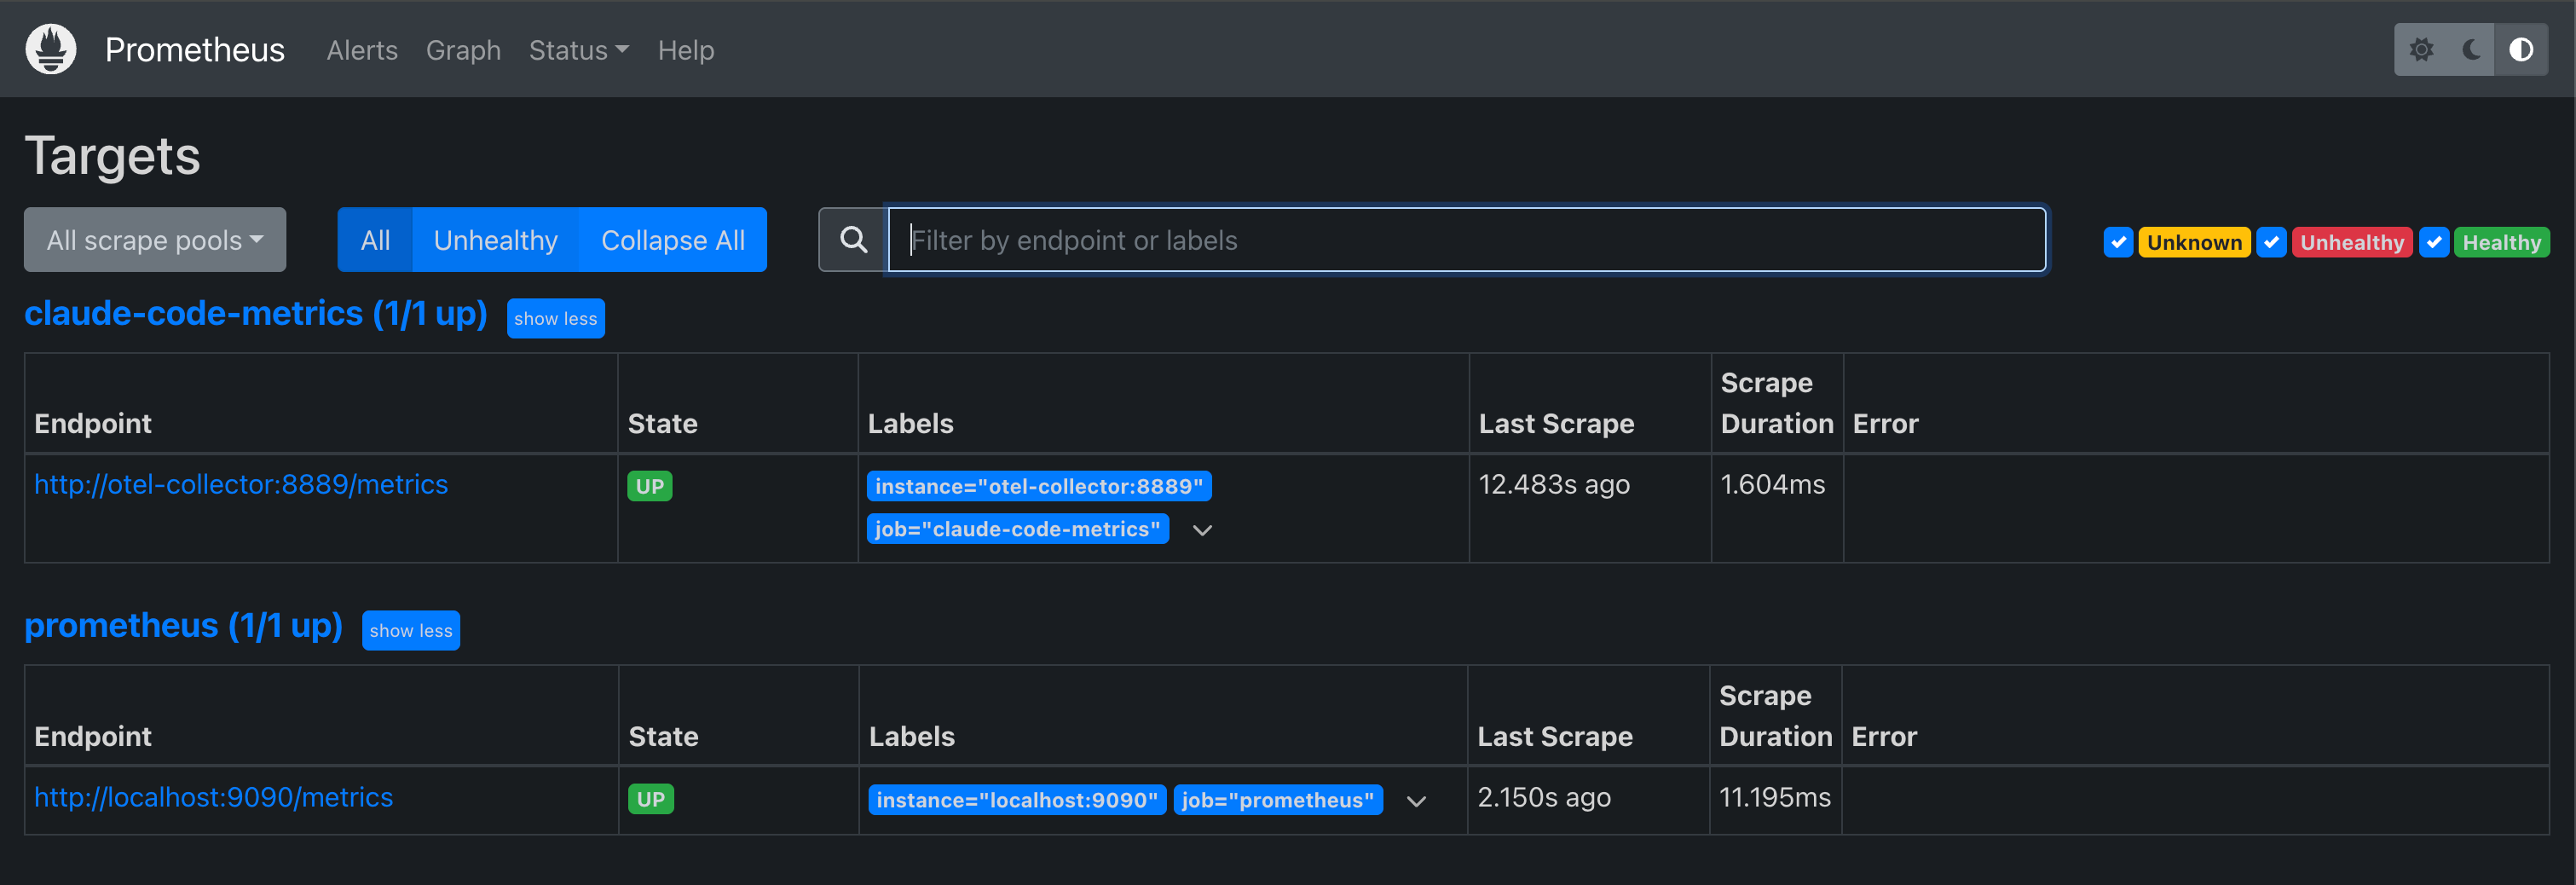 Prometheus Alerts Graph Status Help
Targets
All scrape pools All Unhealthy Collapse All Filter by endpoint or labels Unknown Unhealthy Healthy
claude-code-metrics (1/1 up) show less
Endpoint State Labels Last Scrape Scrape Duration Error
http://otel-collector:8889/metrics UP instance="otel-collector:8889" 12.483s ago 1.604ms
job="claude-code-metrics"
prometheus (1/1 up) show less
Endpoint State Labels Last Scrape Scrape Duration Error
http://localhost:9090/metrics UP instance="localhost:9090" job="prometheus" 2.150s ago 11.195ms